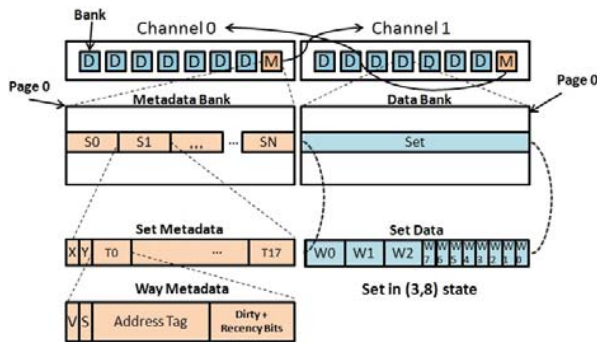 Bank
Channel 0
Channel 1
D D D D D D D M
D D D D D D D M
Page 0
Metadata Bank
Data Bank
Page 0
S0 S1 ... ... SN
Set
Set Metadata
Set Data
X Y T0 ... T17
W0 W1 W2 W7 W6 W5 W4 W3 W2 W1 W0
Way Metadata
Set in (3,8) state
V S Address Tag Dirty +
Recency Bits